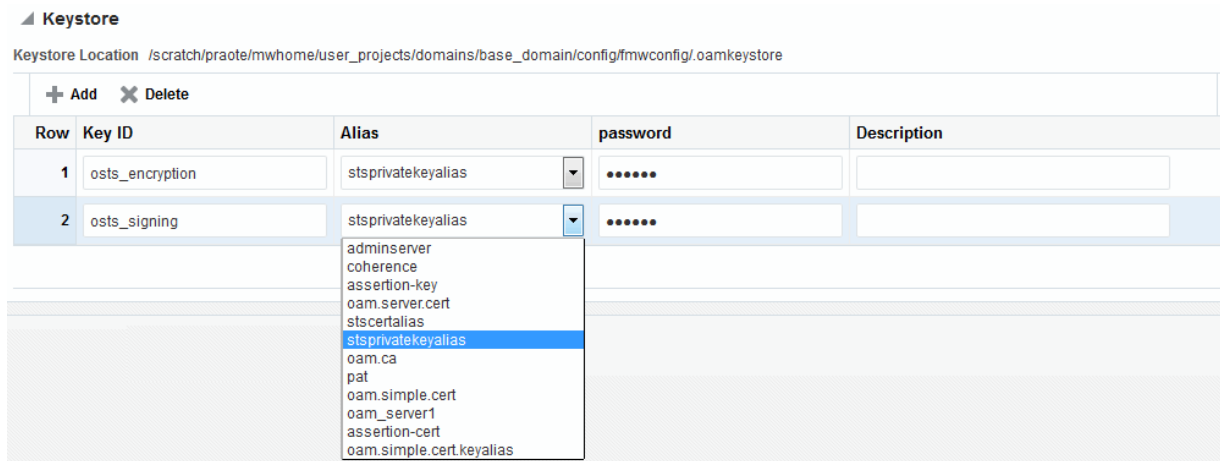 Keystore
Keystore Location /scratch/praote/mwhome/user_projects/domains/base_domain/config/fmwconfig/.oamkeystore
Add Delete
Row Key ID Alias password Description
1 osts_encryption stsprivatekeyalias ••••••
2 osts_signing stsprivatekeyalias ••••••
adminserver
coherence
assertion-key
oam.server.cert
stscertalias
stsprivatekeyalias
oam.ca
pat
oam.simple.cert
oam_server1
assertion-cert
oam.simple.cert.keyalias